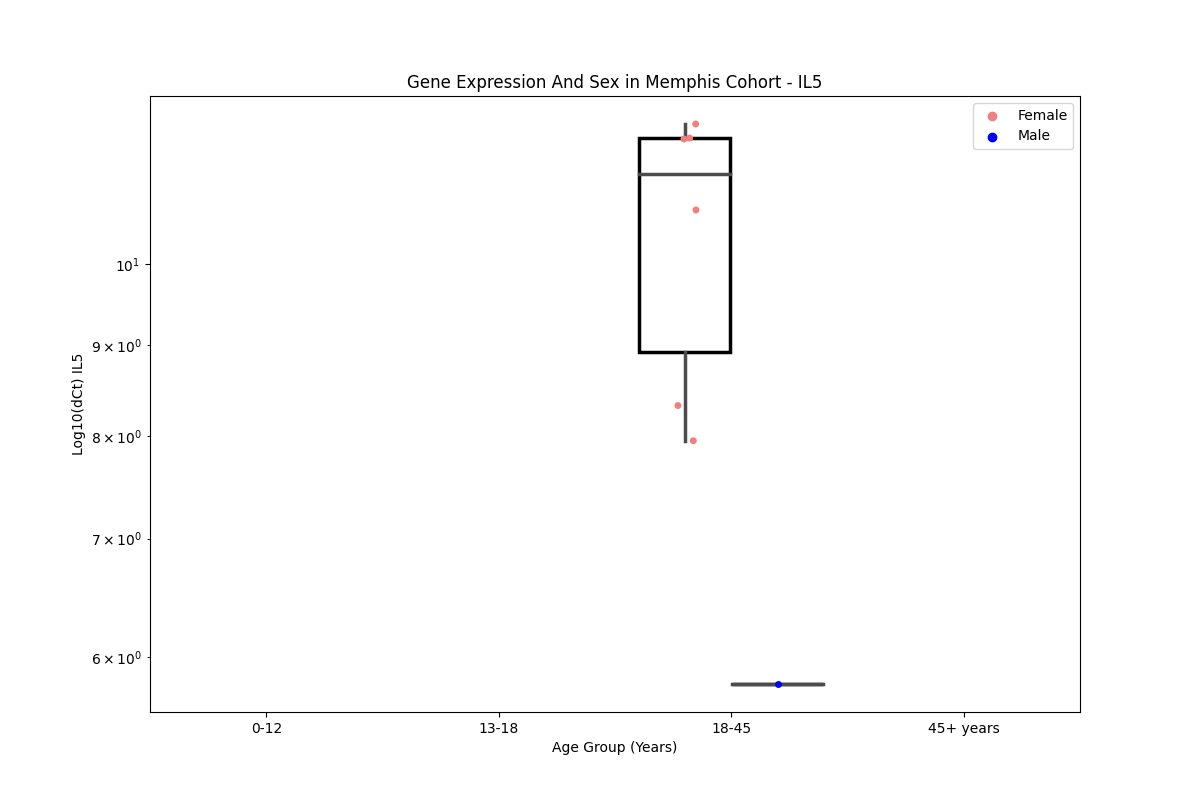 Gene Expression And Sex in Memphis Cohort - IL5
Female
Male
10¹
9 × 10⁰
8 × 10⁰
7 × 10⁰
6 × 10⁰
Log10(dCt) IL5
0-12
13-18
18-45
45+ years
Age Group (Years)